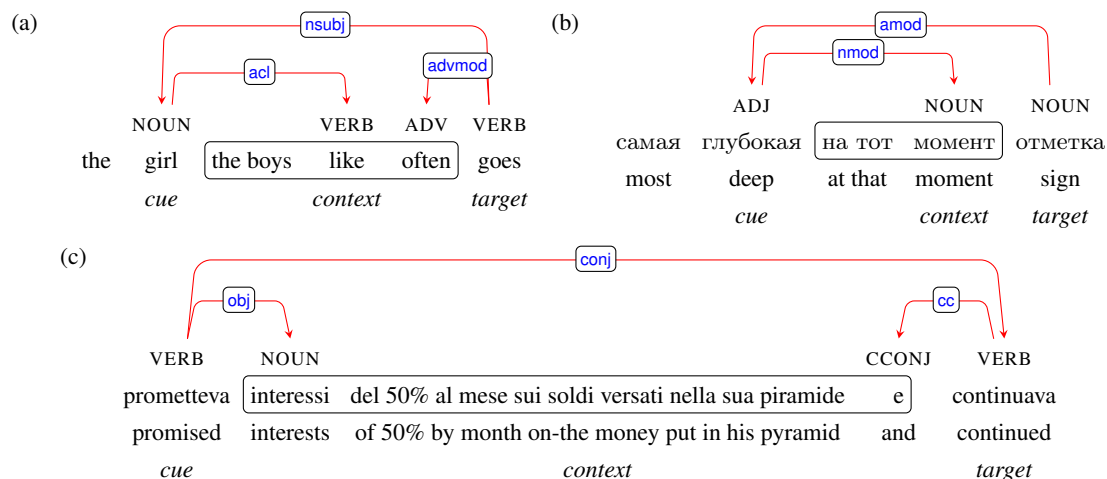 (a)
nsubj
acl
advmod
NOUN VERB ADV VERB
the girl the boys like often goes
cue context target
(b)
amod
nmod
ADJ NOUN NOUN
самая глубокая на тот момент отметка
most deep at that moment sign
cue context target
(c)
conj
obj cc
VERB NOUN CCONJ VERB
prometteva interessi del 50% al mese sui soldi versati nella sua piramide e continuava
promised interests of 50% by month on-the money put in his pyramid and continued
cue context target